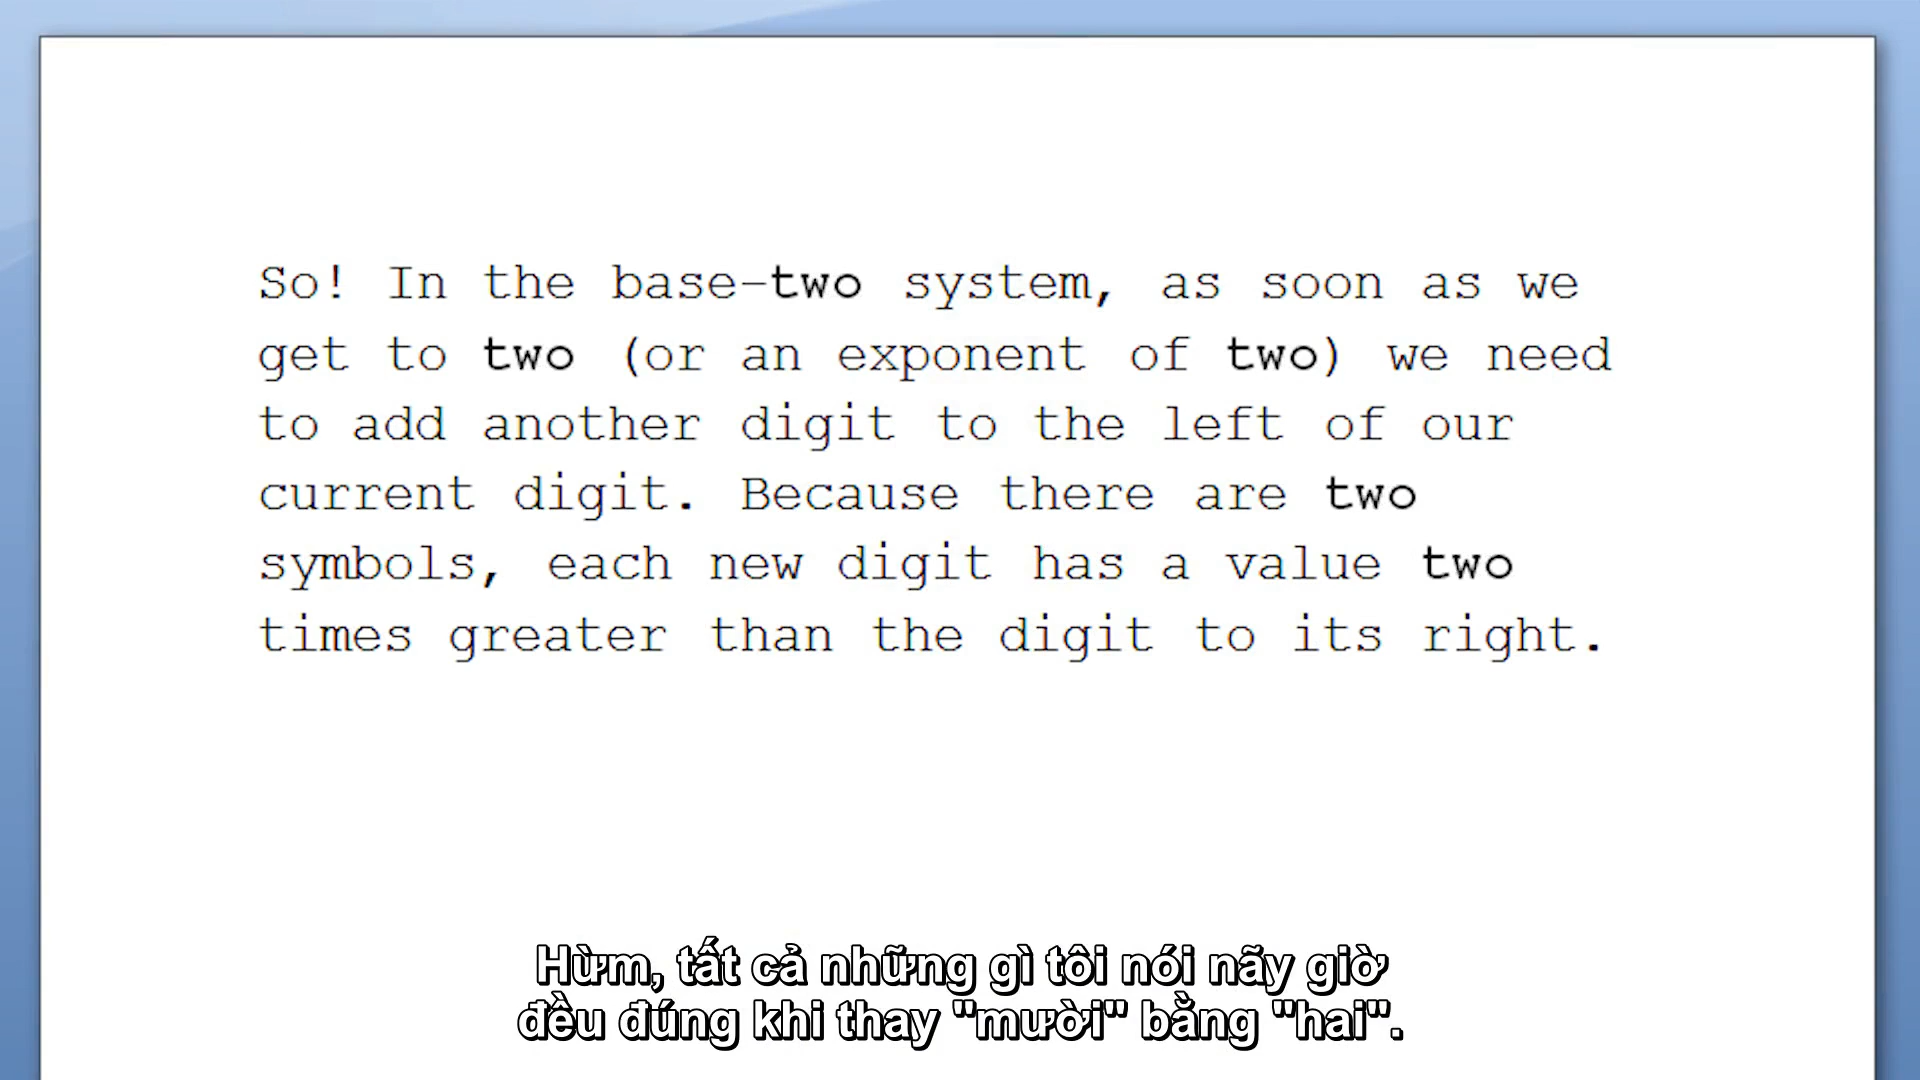 So! In the base-two system, as soon as we
get to two (or an exponent of two) we need
to add another digit to the left of our
current digit. Because there are two
symbols, each new digit has a value two
times greater than the digit to its right.
Hừm, tất cả những gì tôi nói nãy giờ
đều đúng khi thay "mười" bằng "hai".